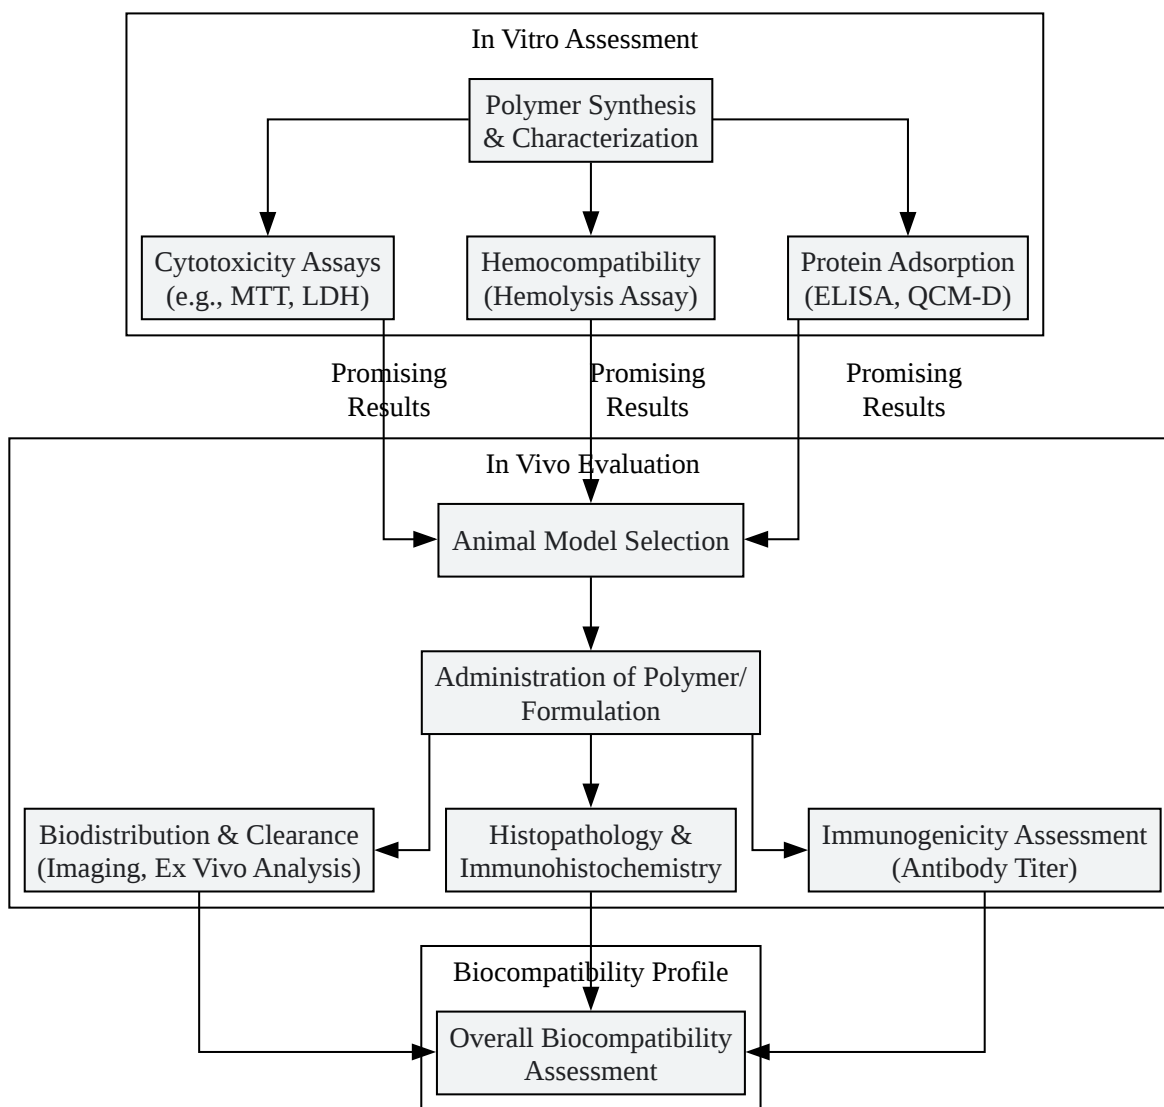 In Vitro Assessment
Polymer Synthesis
& Characterization
Cytotoxicity Assays
(e.g., MTT, LDH)
Hemocompatibility
(Hemolysis Assay)
Protein Adsorption
(ELISA, QCM-D)
Promising
Results
Promising
Results
Promising
Results
In Vivo Evaluation
Animal Model Selection
Administration of Polymer/
Formulation
Biodistribution & Clearance
(Imaging, Ex Vivo Analysis)
Histopathology &
Immunohistochemistry
Immunogenicity Assessment
(Antibody Titer)
Biocompatibility Profile
Overall Biocompatibility
Assessment